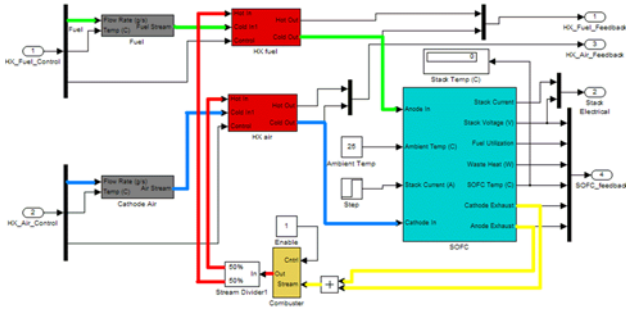 Fuel
Flow Rate (g/s)
Temp (C)
Fuel Stream
Fuel
Hot In
Cold In1
Control
Hot Out
Cold Out
HX fuel
1
HX_Fuel_Control
1
HX_Fuel_Feedback
3
HX_Air_Feedback
Stack Temp (C)
0
Hot In
Cold In1
Control
Hot Out
Cold Out
HX air
Anode In
Ambient Temp (C)
Stack Current (A)
Cathode In
Stack Current
Stack Voltage (V)
Fuel Utilization
Waste Heat (W)
SOFC Temp (C)
Cathode Exhaust
Anode Exhaust
SOFC
2
Stack
Electrical
4
SOFC_feedback
25
Ambient Temp
Step
Flow Rate (g/s)
Temp (C)
Air Stream
Cathode Air
2
HX_Air_Control
1
Enable
50%
50%
In
Stream Divider1
Cntrl
Out
Stream
Combuster
+